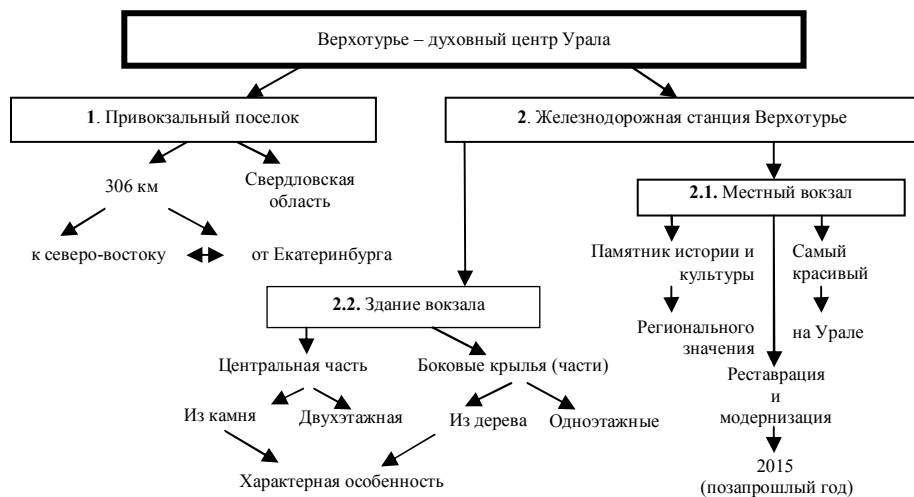 Верхотурье – духовный центр Урала
1. Привокзальный поселок
2. Железнодорожная станция Верхотурье
306 км
Свердловская
область
к северо-востоку
от Екатеринбурга
2.1. Местный вокзал
Памятник истории и
культуры
Самый
красивый
Регионального
значения
на Урале
Реставрация
и
модернизация
2015
(позапрошлый год)
2.2. Здание вокзала
Центральная часть
Боковые крылья (части)
Из камня
Двухэтажная
Из дерева
Одноэтажные
Характерная особенность